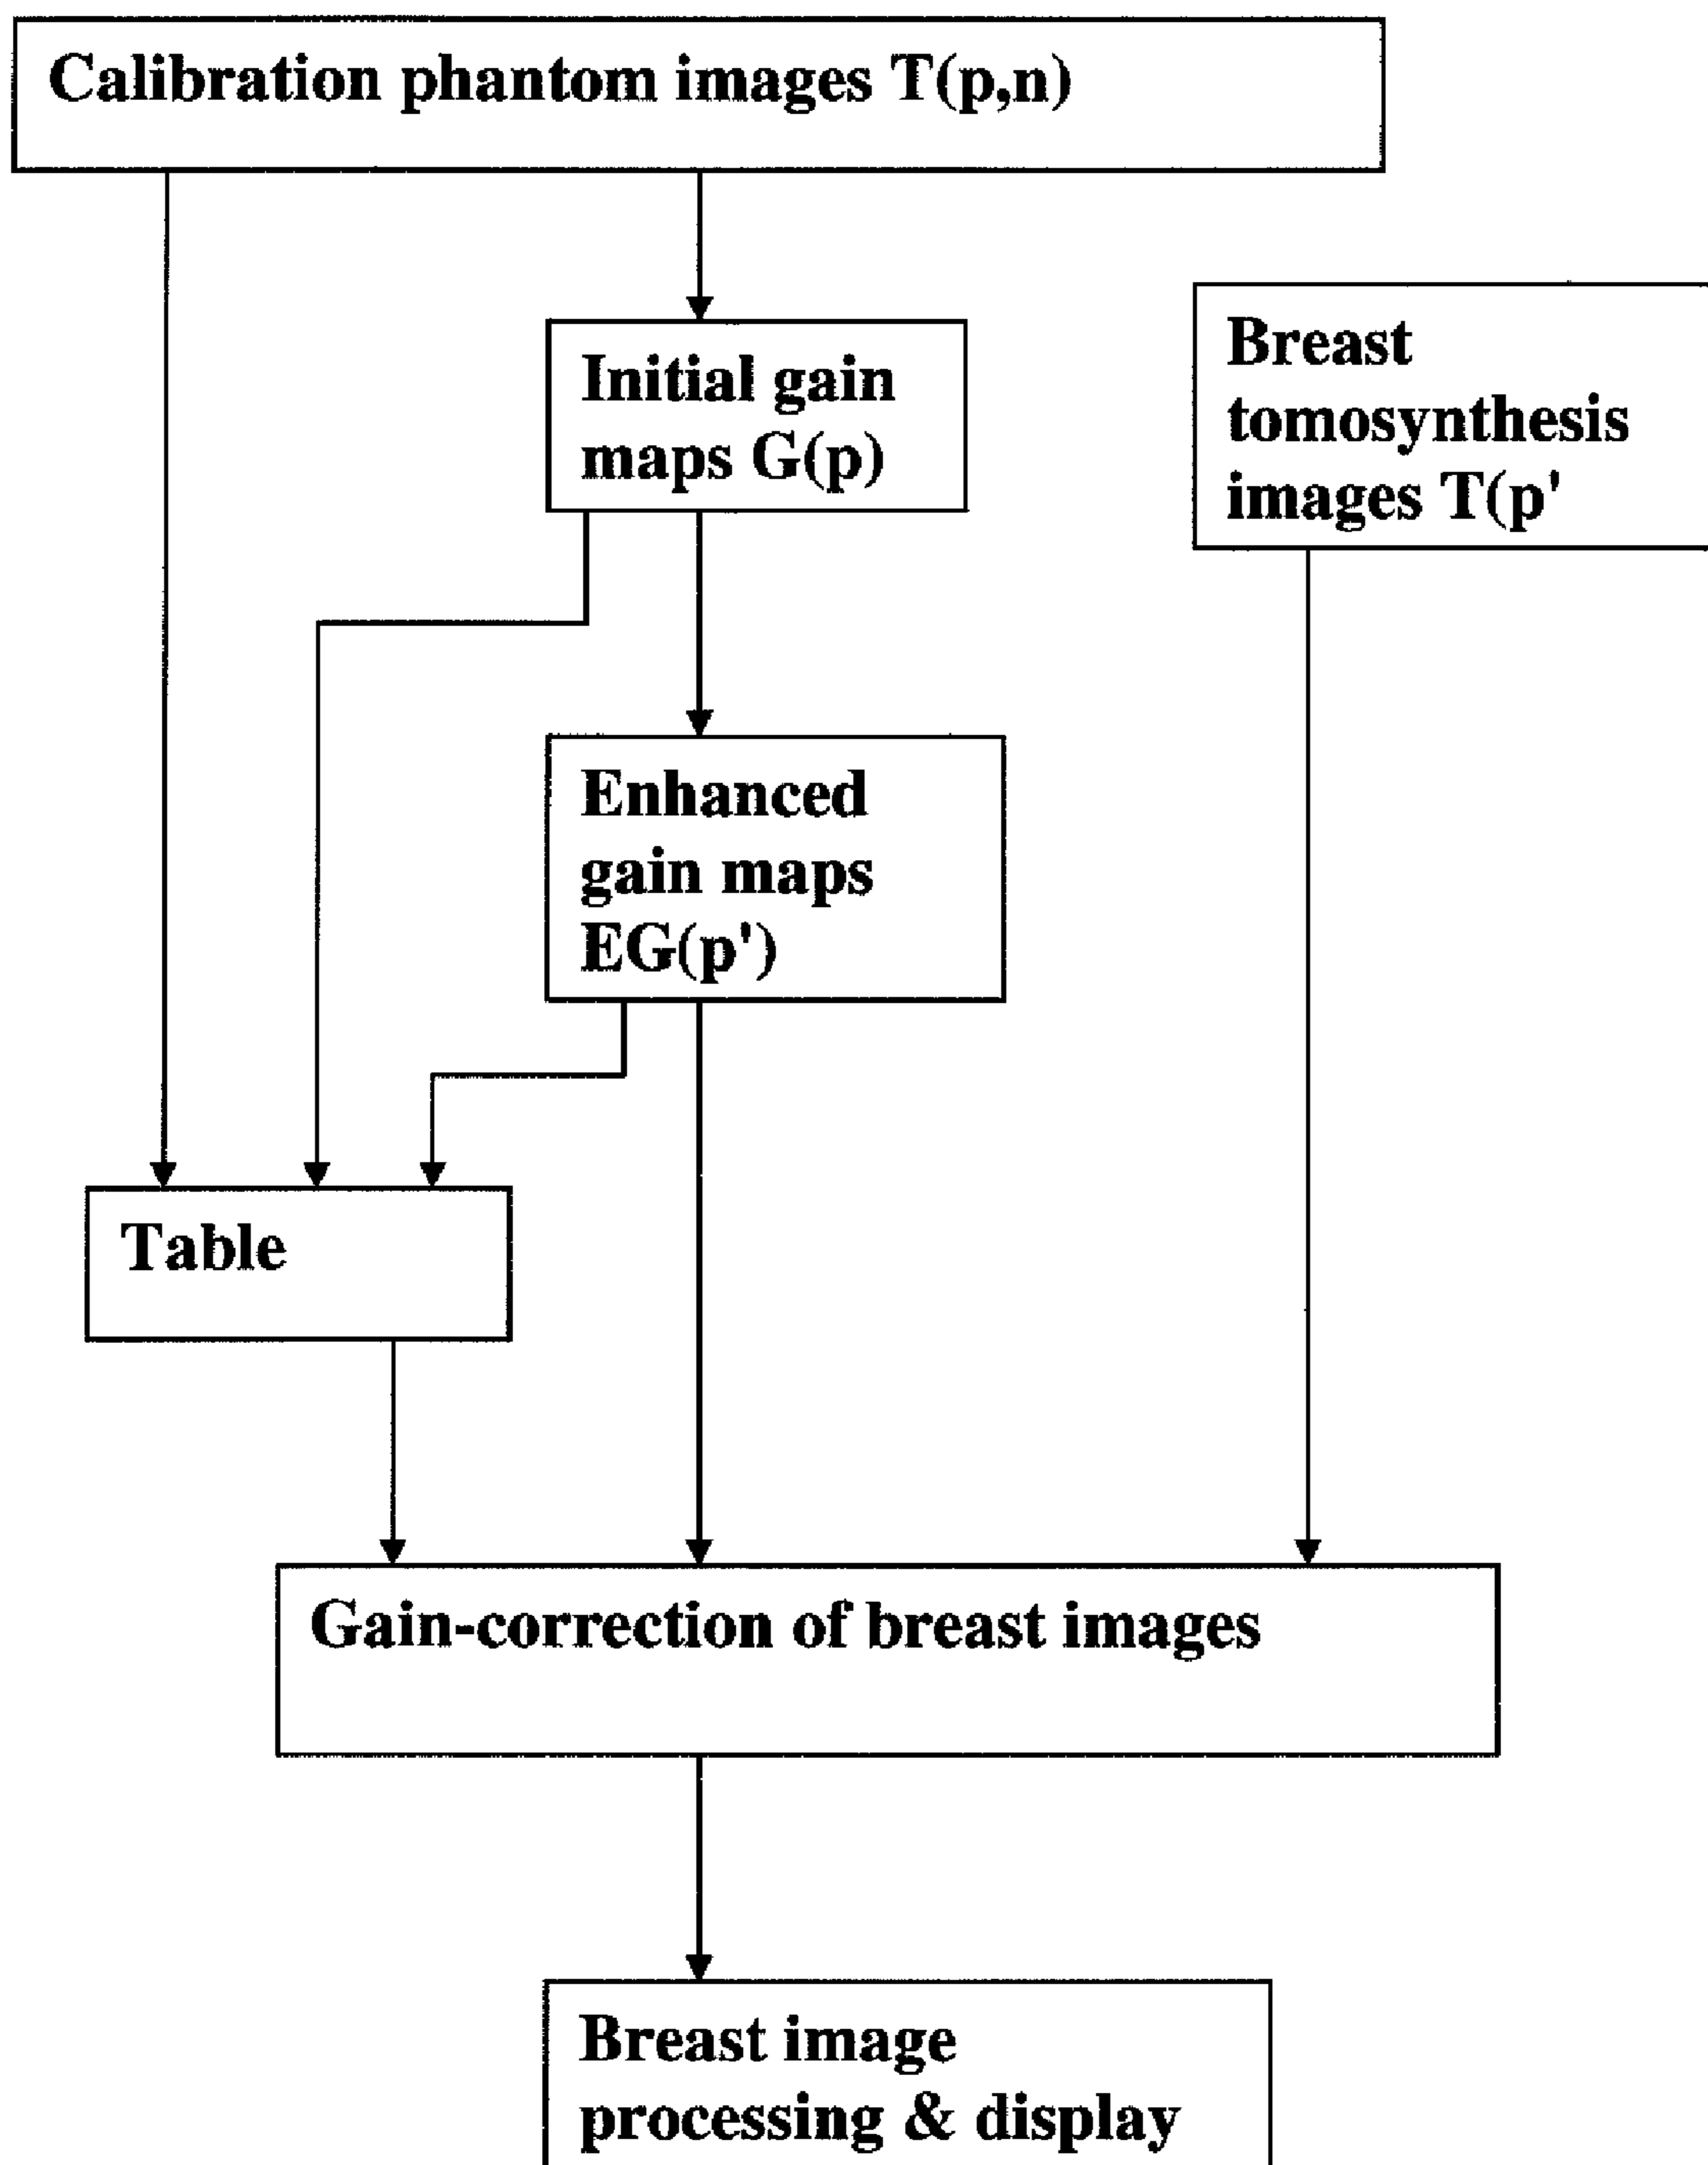 Calibration phantom images T(p,n)
Initial gain
maps G(p)
Breast
tomosynthesis
images T(p'
Enhanced
gain maps
EG(p')
Table
Gain-correction of breast images
Breast image
processing & display